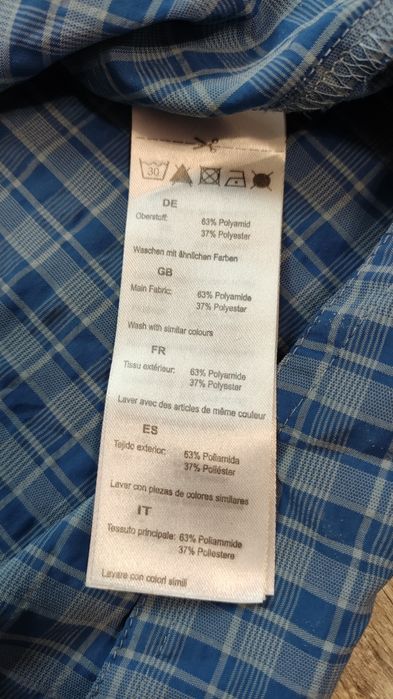 30
DE
Oberstoff: 63% Polyamid
37% Polyester
Waschen mit ähnlichen Farben
GB
Main Fabric: 63% Polyamide
37% Polyester
Wash with similar colours
FR
Tissu extérieur: 63% Polyamide
37% Polyester
Laver avec des articles de même couleur
ES
Tejido exterior: 63% Poliamida
37% Poliéster
Lavar con piezas de colores similares
IT
Tessuto principale: 63% Poliammide
37% Poliestere
Lavare con colori simili